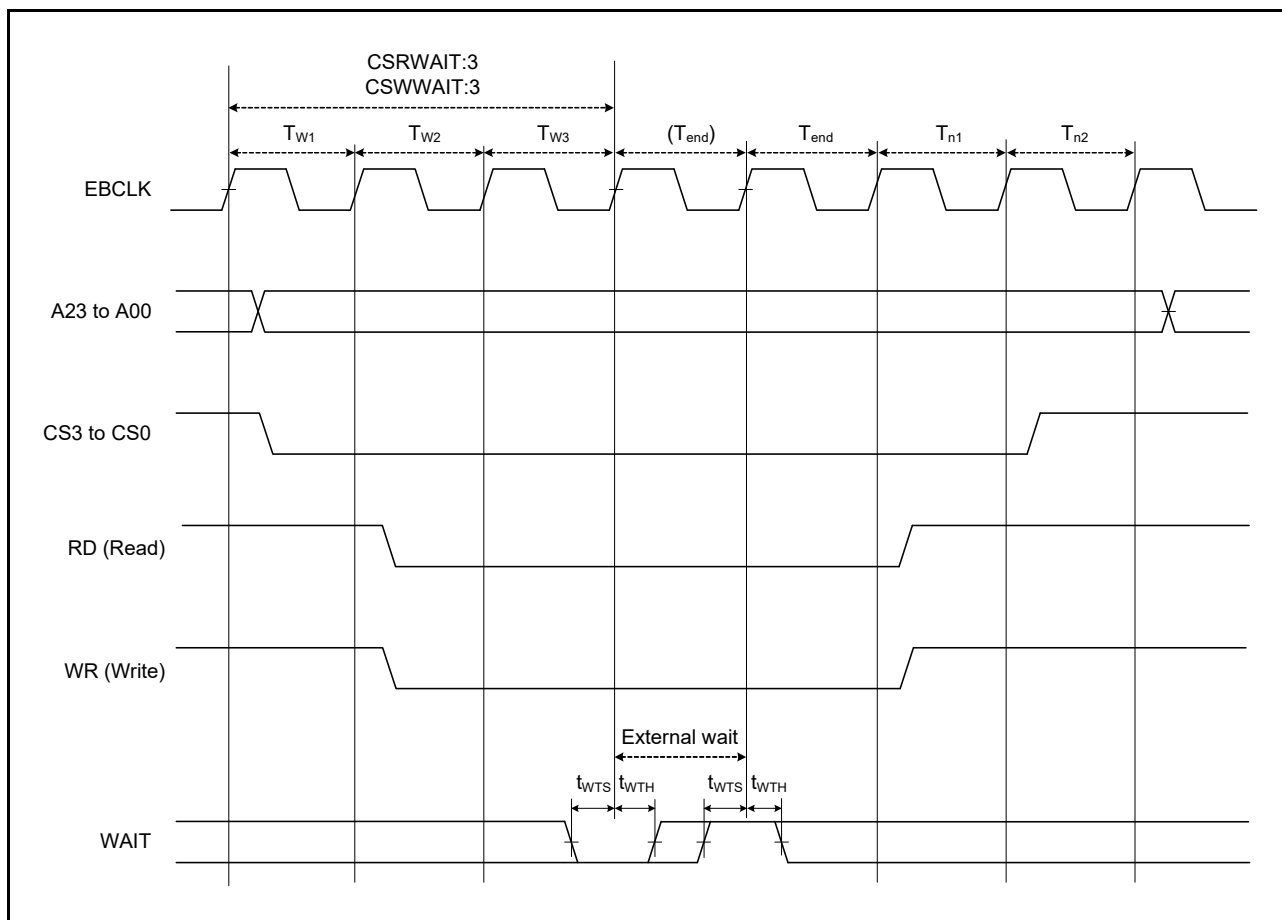 CSRWAIT:3
CSWWAIT:3
TW1 TW2 TW3 (Tend) Tend Tn1 Tn2
EBCLK
A23 to A00
CS3 to CS0
RD (Read)
WR (Write)
External wait
tWTS tWTH tWTS tWTH
WAIT